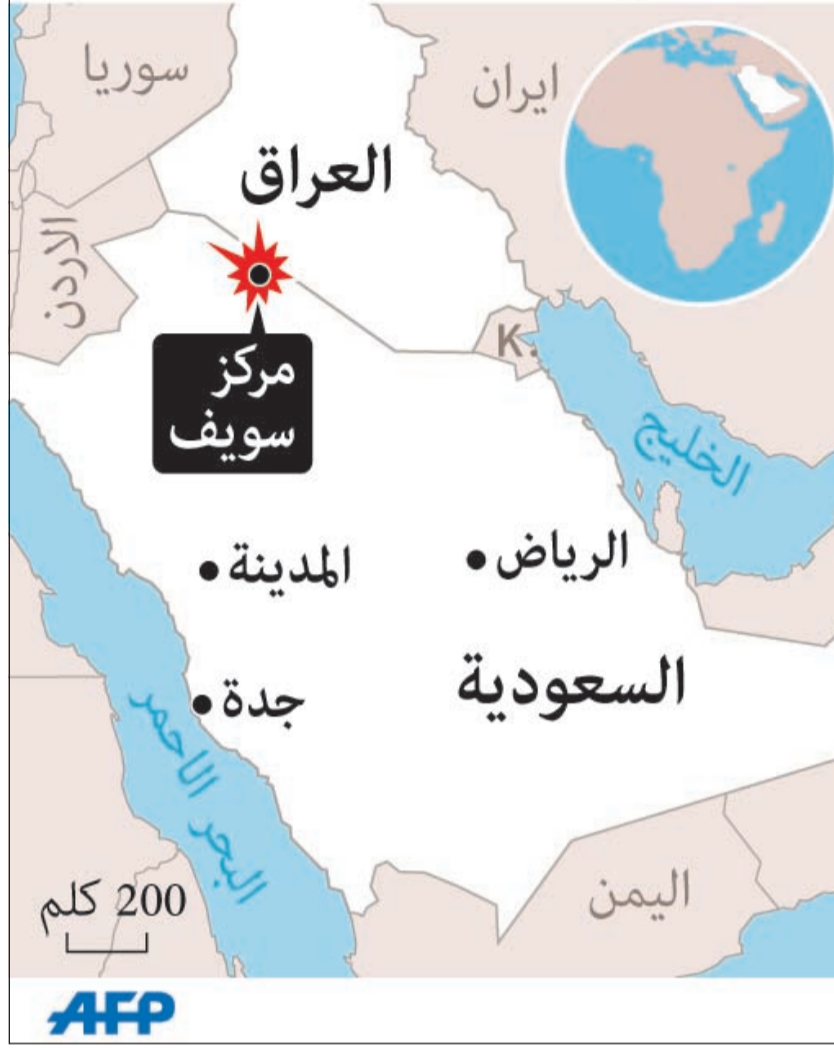 سوريا
ايران
العراق
الاردن
K.
مركز
سويف
الخليج
المدينة
الرياض
جدة
السعودية
البحر الاحمر
اليمن
200 كلم
AFP